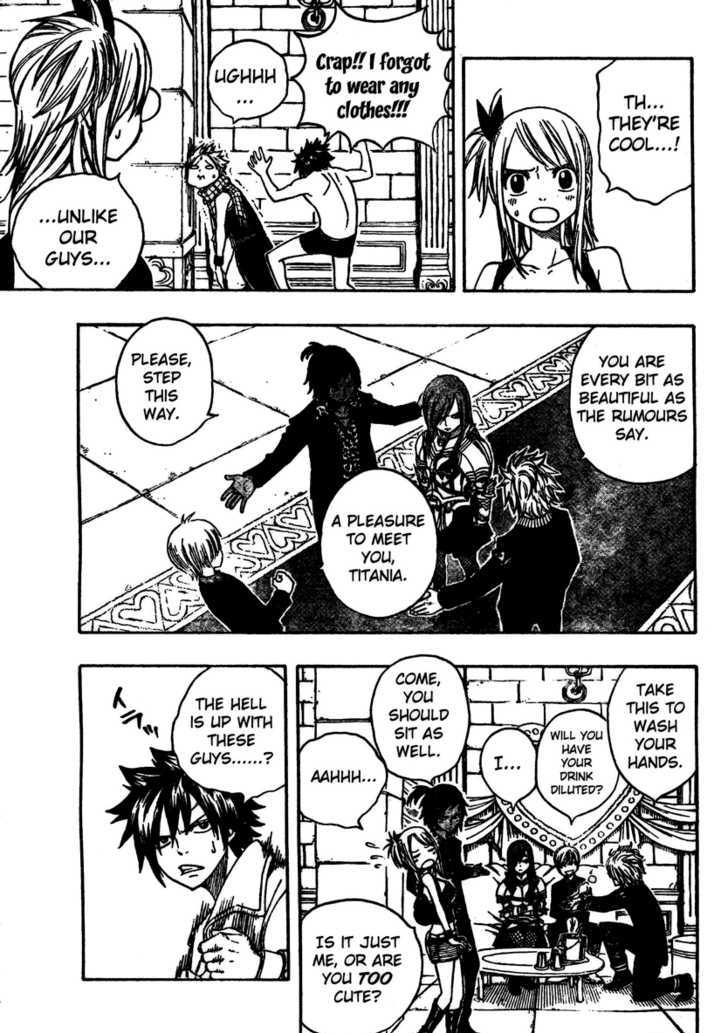 TH...
THEY'RE
COOL....!
Crap!! I forgot
to wear any
clothes!!!
UGHHH
...
...UNLIKE
OUR
GUYS...
YOU ARE
EVERY BIT AS
BEAUTIFUL AS
THE RUMOURS
SAY.
PLEASE,
STEP
THIS
WAY.
A PLEASURE
TO MEET
YOU,
TITANIA.
TAKE
THIS TO
WASH
YOUR
HANDS.
WILL YOU
HAVE
YOUR
DRINK
DILUTED?
I...
COME,
YOU
SHOULD
SIT AS
WELL.
AAHHH...
IS IT JUST
ME, OR ARE
YOU TOO
CUTE?
THE HELL
IS UP WITH
THESE
GUYS......?
イラッ